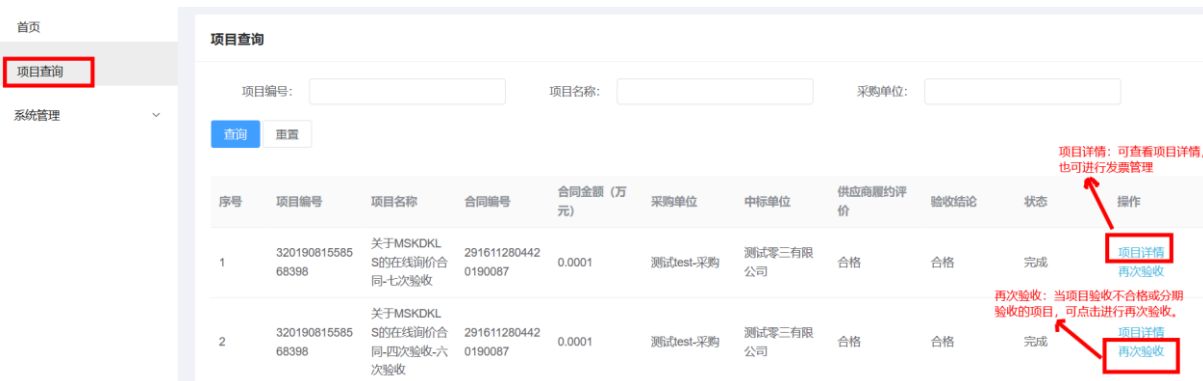 首页
项目查询
系统管理
项目查询
项目编号：
项目名称：
采购单位：
查询 重置
项目详情：可查看项目详情，
也可进行发票管理
序号 项目编号 项目名称 合同编号 合同金额（万
元） 采购单位 中标单位 供应商履约评
价 验收结论 状态 操作
1
320190815585
68398
关于MSKDKL
S的在线询价合
同-七次验收
291611280442
0190087
0.0001
测试test-采购
测试零三有限
公司
合格
合格
完成
项目详情
再次验收
再次验收：当项目验收不合格或分期
验收的项目，可点击进行再次验收。
2
320190815585
68398
关于MSKDKL
S的在线询价合
同-四次验收-六
次验收
291611280442
0190087
0.0001
测试test-采购
测试零三有限
公司
合格
合格
完成
项目详情
再次验收